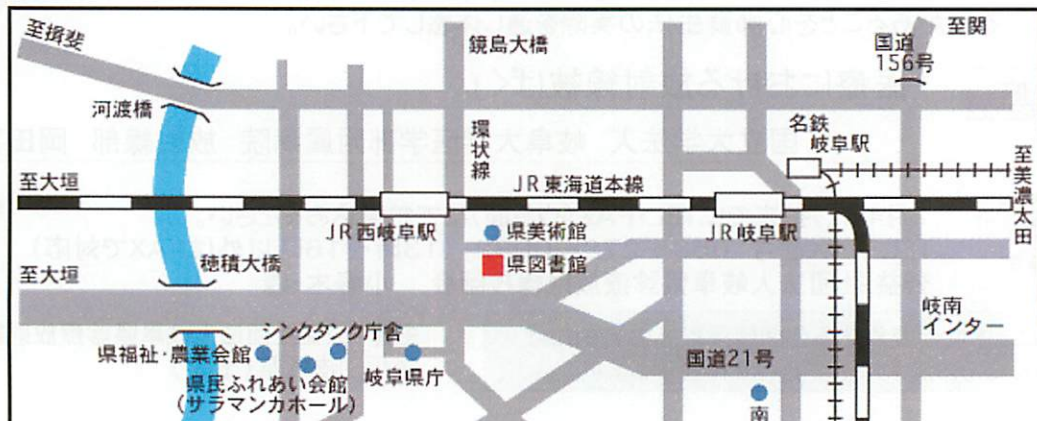 至揖斐
鏡島大橋
国道
156号
至関
河渡橋
環状線
名鉄
岐阜駅
至大垣
JR東海道本線
至美濃太田
JR西岐阜駅
JR岐阜駅
県美術館
県図書館
穂積大橋
至大垣
岐南
インター
シンクタンク庁舎
県福祉・農業会館
岐阜県庁
国道21号
県民ふれあい会館
(サラマンカホール)
南